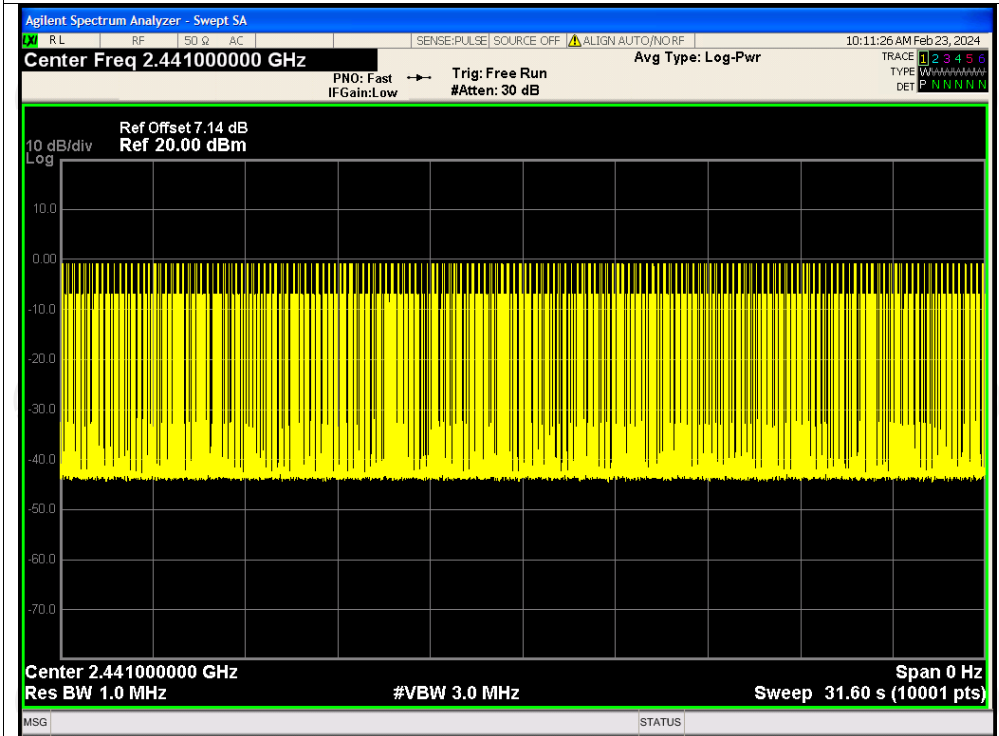 Agilent Spectrum Analyzer - Swept SA
LXI RL RF 50 Ω AC SENSE:PULSE SOURCE OFF ALIGN AUTO/NO RF 10:11:26 AM Feb 23, 2024
Center Freq 2.441000000 GHz Avg Type: Log-Pwr TRACE 1 2 3 4 5 6
PNO: Fast Trig: Free Run TYPE W
IFGain:Low #Atten: 30 dB DET P N N N N N
Ref Offset 7.14 dB
10 dB/div Ref 20.00 dBm
Log
10.0
0.00
-10.0
-20.0
-30.0
-40.0
-50.0
-60.0
-70.0
Center 2.441000000 GHz Span 0 Hz
Res BW 1.0 MHz #VBW 3.0 MHz Sweep 31.60 s (10001 pts)
MSG STATUS